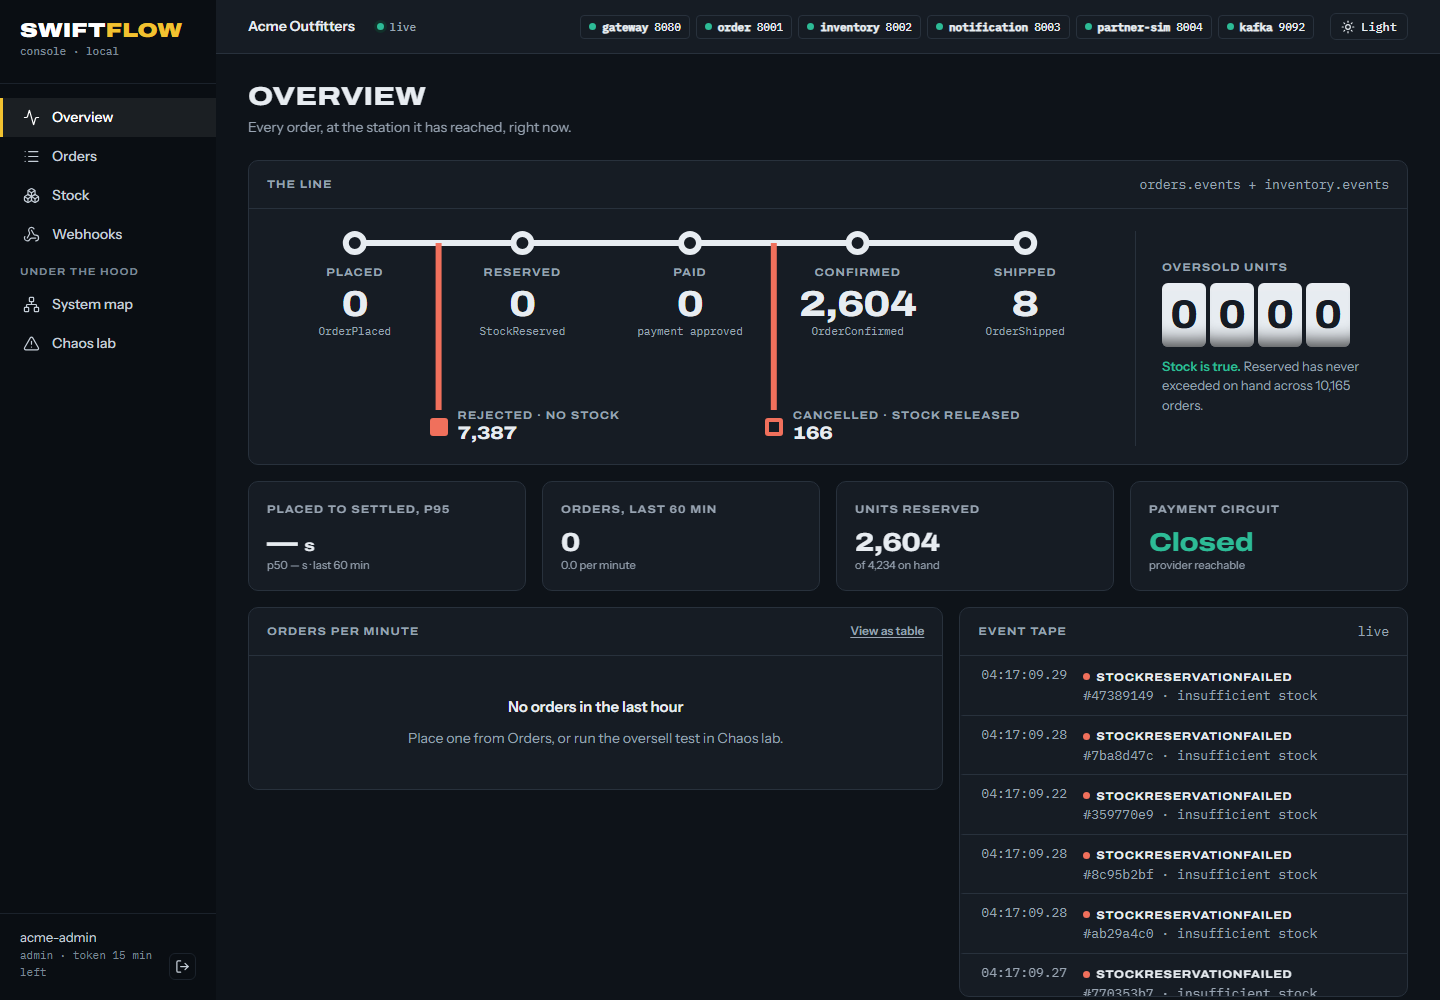 SWIFTFLOW
console · local
Overview
Orders
Stock
Webhooks
UNDER THE HOOD
System map
Chaos lab
acme-admin
admin · token 15 min
left
Acme Outfitters
live
gateway 8080
order 8001
inventory 8002
notification 8003
partner-sim 8004
kafka 9092
Light
OVERVIEW
Every order, at the station it has reached, right now.
THE LINE
orders.events + inventory.events
PLACED
0
OrderPlaced
RESERVED
0
StockReserved
PAID
0
payment approved
CONFIRMED
2,604
OrderConfirmed
SHIPPED
8
OrderShipped
REJECTED · NO STOCK
7,387
CANCELLED · STOCK RELEASED
166
OVERSOLD UNITS
0 0 0 0
Stock is true. Reserved has never
exceeded on hand across 10,165
orders.
PLACED TO SETTLED, P95
— s
p50 — s · last 60 min
ORDERS, LAST 60 MIN
0
0.0 per minute
UNITS RESERVED
2,604
of 4,234 on hand
PAYMENT CIRCUIT
Closed
provider reachable
ORDERS PER MINUTE
View as table
No orders in the last hour
Place one from Orders, or run the oversell test in Chaos lab.
EVENT TAPE
live
04:17:09.29 STOCKRESERVATIONFAILED
#47389149 · insufficient stock
04:17:09.28 STOCKRESERVATIONFAILED
#7ba8d47c · insufficient stock
04:17:09.22 STOCKRESERVATIONFAILED
#359770e9 · insufficient stock
04:17:09.28 STOCKRESERVATIONFAILED
#8c95b2bf · insufficient stock
04:17:09.28 STOCKRESERVATIONFAILED
#ab29a4c0 · insufficient stock
04:17:09.27 STOCKRESERVATIONFAILED
#770353b7 · insufficient stock